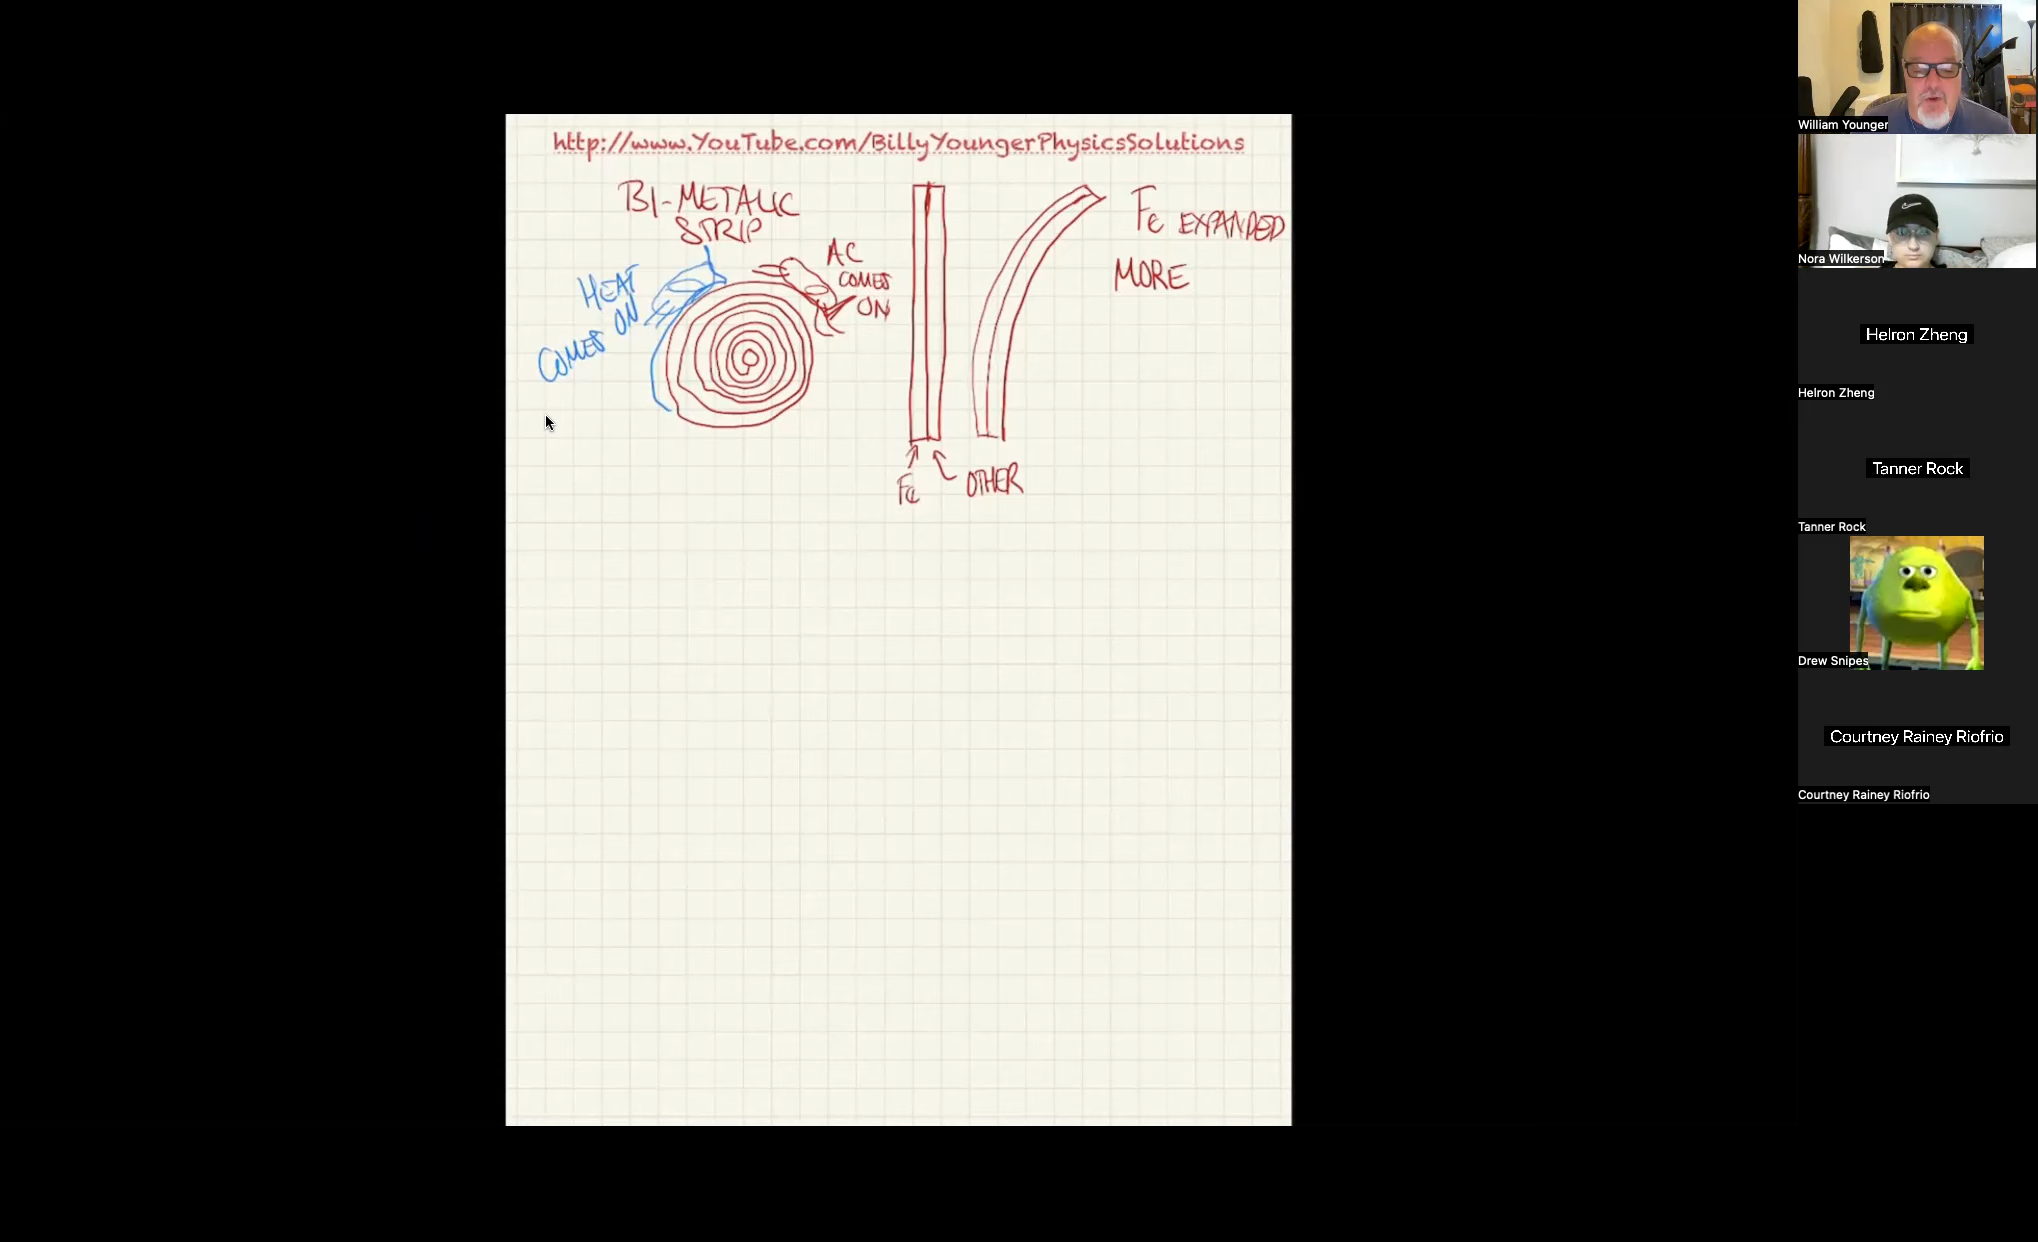 http://www.YouTube.com/BillyYoungerPhysicsSolutions
BI-METALIC
STRIP
HEAT
COMES ON
AC
COMES
ON
Fe
OTHER
Fe EXPANDED
MORE
William Younger
Nora Wilkerson
Helron Zheng
Helron Zheng
Tanner Rock
Tanner Rock
Drew Snipes
Courtney Rainey Riofrio
Courtney Rainey Riofrio